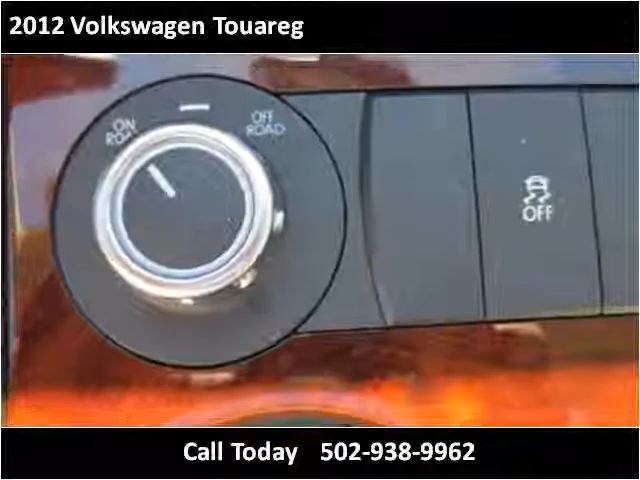 2012 Volkswagen Touareg
ON
ROAD
OFF
ROAD
OFF
Call Today 502-938-9962